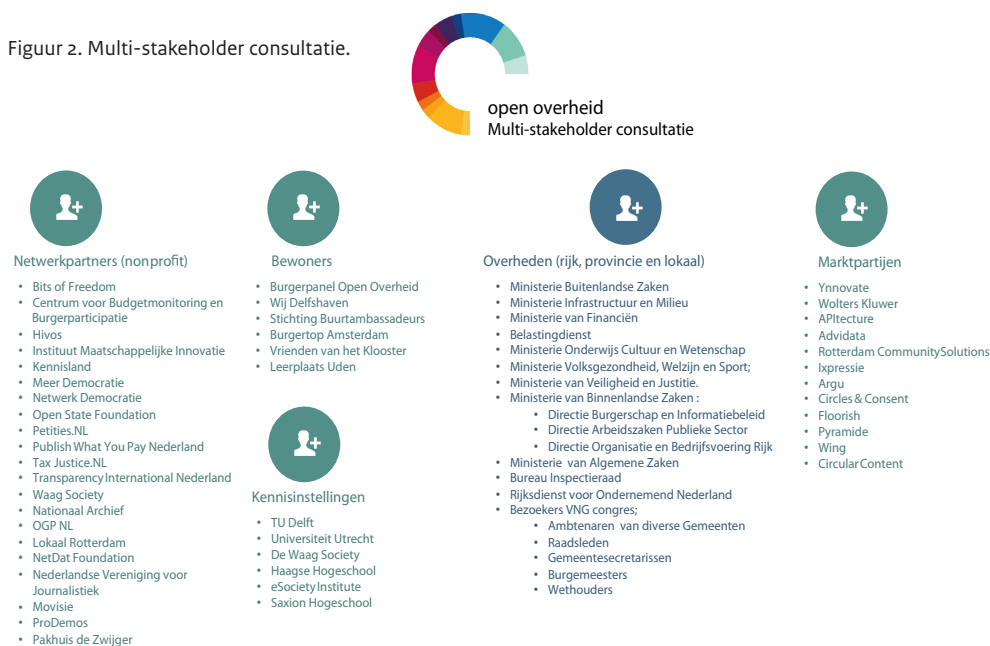 Figuur 2. Multi-stakeholder consultatie.
open overheid
Multi-stakeholder consultatie
Netwerkpartners (nonprofit)
• Bits of Freedom
• Centrum voor Budgetmonitoring en
Burgerparticipatie
• Hivos
• Instituut Maatschappelijke Innovatie
• Kennisland
• Meer Democratie
• Netwerk Democratie
• Open State Foundation
• Petities.NL
• Publish What You Pay Nederland
• Tax Justice.NL
• Transparency International Nederland
• Waag Society
• Nationaal Archief
• OGP NL
• Lokaal Rotterdam
• NetDat Foundation
• Nederlandse Vereniging voor
Journalistiek
• Movisie
• ProDemos
• Pakhuis de Zwijger
Bewoners
• Burgerpanel Open Overheid
• Wij Delfshaven
• Stichting Buurtambassadeurs
• Burgertop Amsterdam
• Vrienden van het Klooster
• Leerplaats Uden
Kennisinstellingen
• TU Delft
• Universiteit Utrecht
• De Waag Society
• Haagse Hogeschool
• eSociety Institute
• Saxion Hogeschool
Overheden (rijk, provincie en lokaal)
• Ministerie Buitenlandse Zaken
• Ministerie Infrastructuur en Milieu
• Ministerie van Financiën
• Belastingdienst
• Ministerie Onderwijs Cultuur en Wetenschap
• Ministerie Volksgezondheid, Welzijn en Sport;
• Ministerie van Veiligheid en Justitie.
• Ministerie van Binnenlandse Zaken :
• Directie Burgerschap en Informatiebeleid
• Directie Arbeidszaken Publieke Sector
• Directie Organisatie en Bedrijfsvoering Rijk
• Ministerie van Algemene Zaken
• Bureau Inspectieraad
• Rijksdienst voor Ondernemend Nederland
• Bezoekers VNG congres;
• Ambtenaren van diverse Gemeenten
• Raadsleden
• Gemeentesecretarissen
• Burgemeesters
• Wethouders
Marktpartijen
• Ynnovate
• Wolters Kluwer
• APItecture
• Advidata
• Rotterdam CommunitySolutions
• Ixpressie
• Argu
• Circles & Consent
• Floorish
• Pyramide
• Wing
• Circular Content